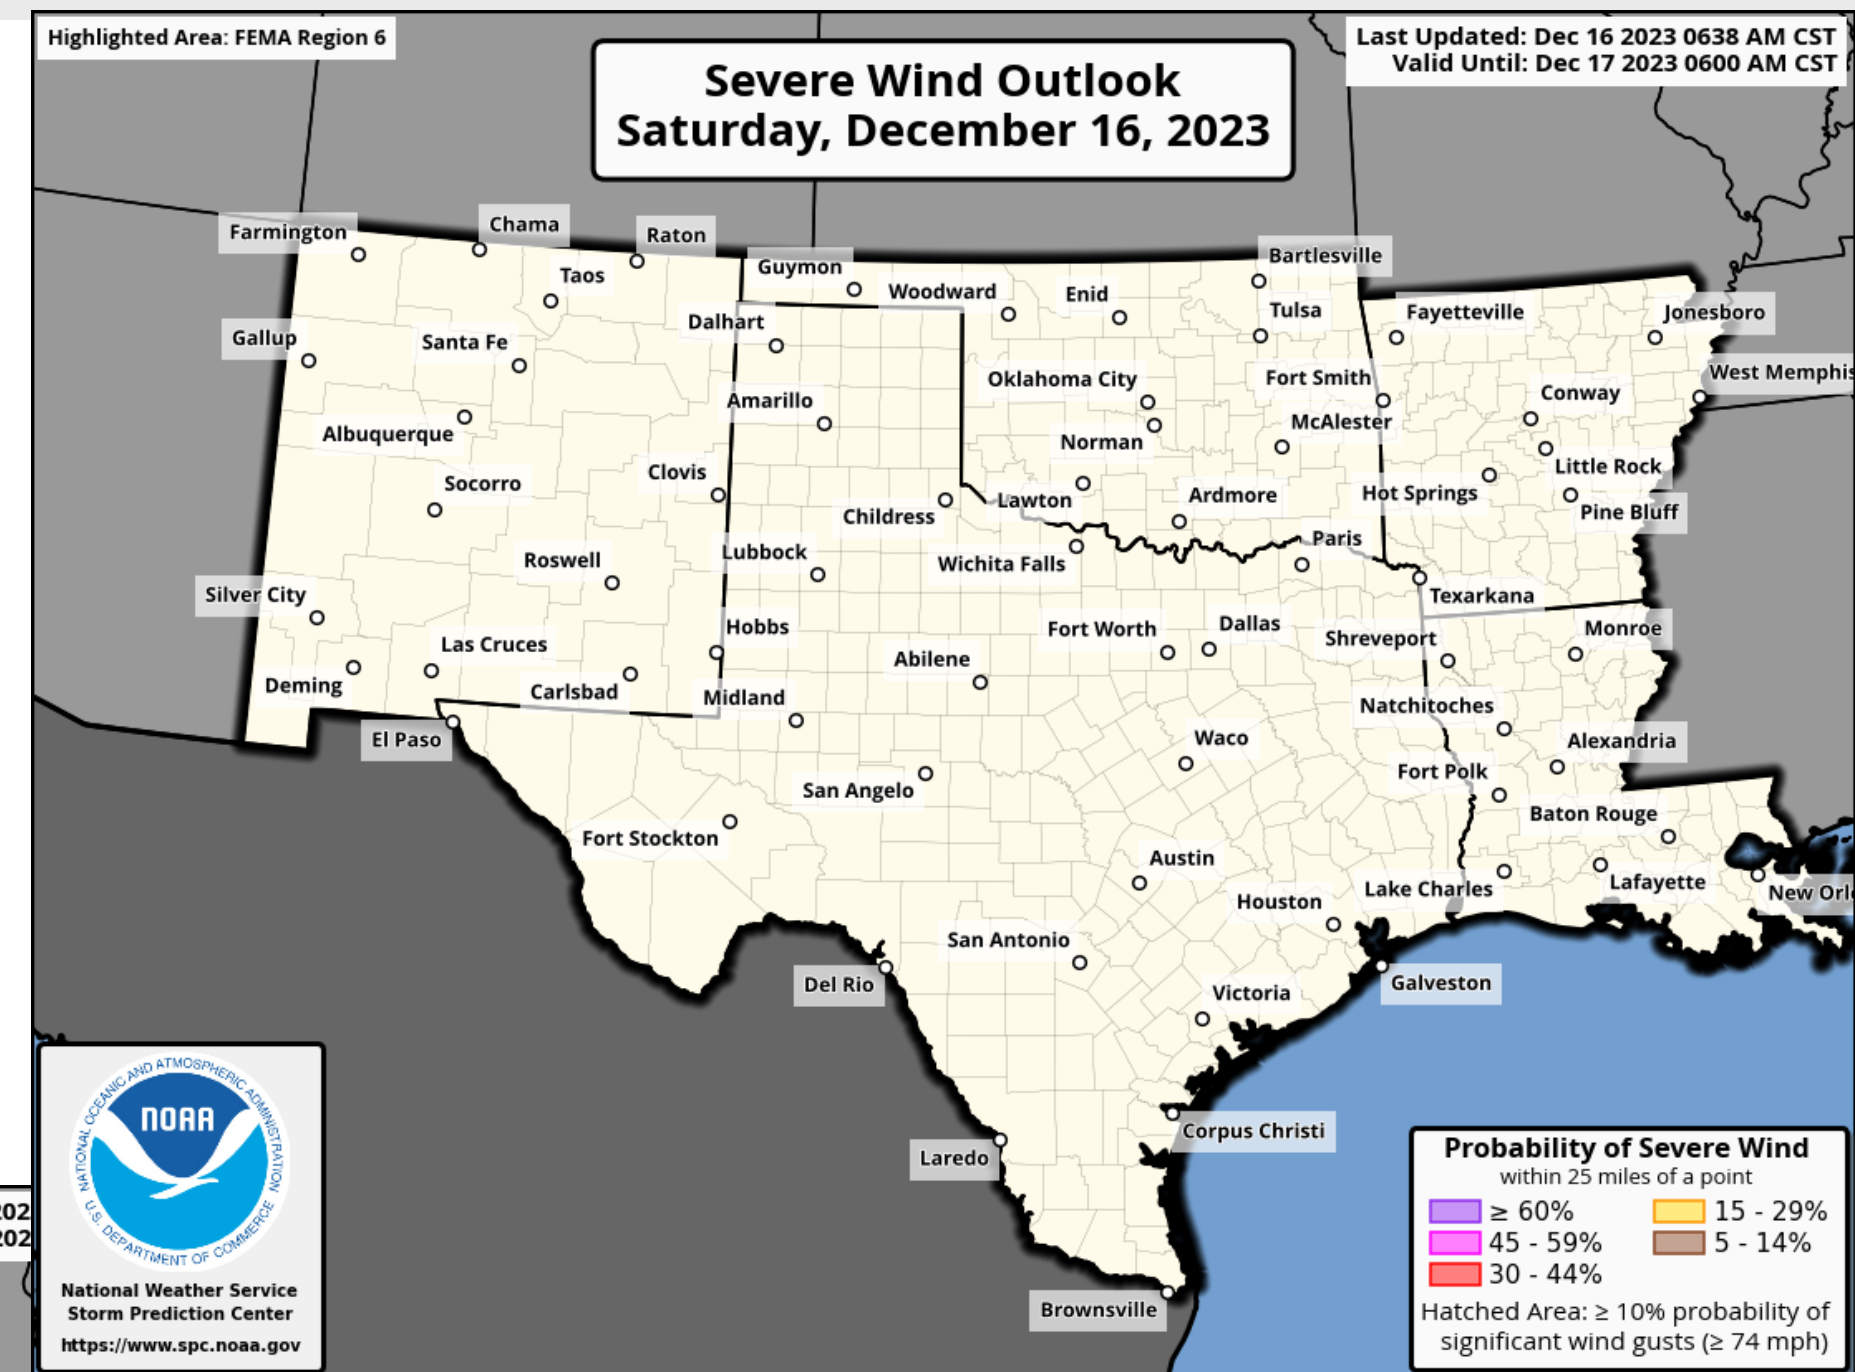 Highlighted Area: FEMA Region 6
Severe Wind Outlook
Saturday, December 16, 2023
Last Updated: Dec 16 2023 0638 AM CST
Valid Until: Dec 17 2023 0600 AM CST
Farmington
Chama
Raton
Taos
Guymon
Woodward
Enid
Bartlesville
Tulsa
Fayetteville
Jonesboro
Gallup
Santa Fe
Dalhart
Oklahoma City
Fort Smith
West Memphis
Conway
Amarillo
Albuquerque
Norman
McAlester
Little Rock
Socorro
Clovis
Childress
Lawton
Ardmore
Hot Springs
Pine Bluff
Roswell
Lubbock
Wichita Falls
Paris
Texarkana
Silver City
Hobbs
Fort Worth
Dallas
Shreveport
Monroe
Las Cruces
Abilene
Deming
Carlsbad
Midland
Natchitoches
El Paso
Waco
Alexandria
San Angelo
Fort Polk
Fort Stockton
Baton Rouge
Austin
Lake Charles
Lafayette
New Orl
Houston
San Antonio
Del Rio
Victoria
Galveston
Corpus Christi
Laredo
Brownsville
202
202
NATIONAL OCEANIC AND ATMOSPHERIC ADMINISTRATION
NOAA
U.S. DEPARTMENT OF COMMERCE
National Weather Service
Storm Prediction Center
https://www.spc.noaa.gov
Probability of Severe Wind
within 25 miles of a point
≥ 60%
15 - 29%
45 - 59%
5 - 14%
30 - 44%
Hatched Area: ≥ 10% probability of
significant wind gusts (≥ 74 mph)